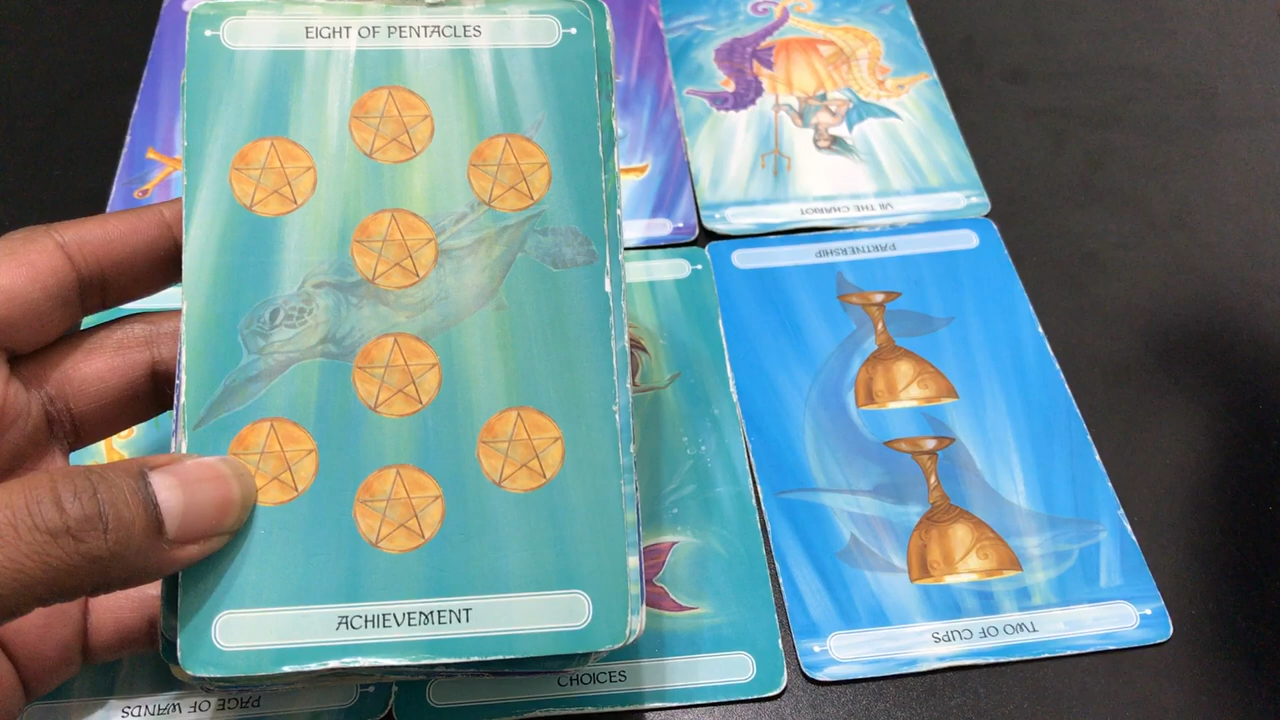 EIGHT OF PENTACLES
ACHIEVEMENT
VII THE CHARIOT
PARTNERSHIP
TWO OF CUPS
CHOICES
PAGE OF WANDS